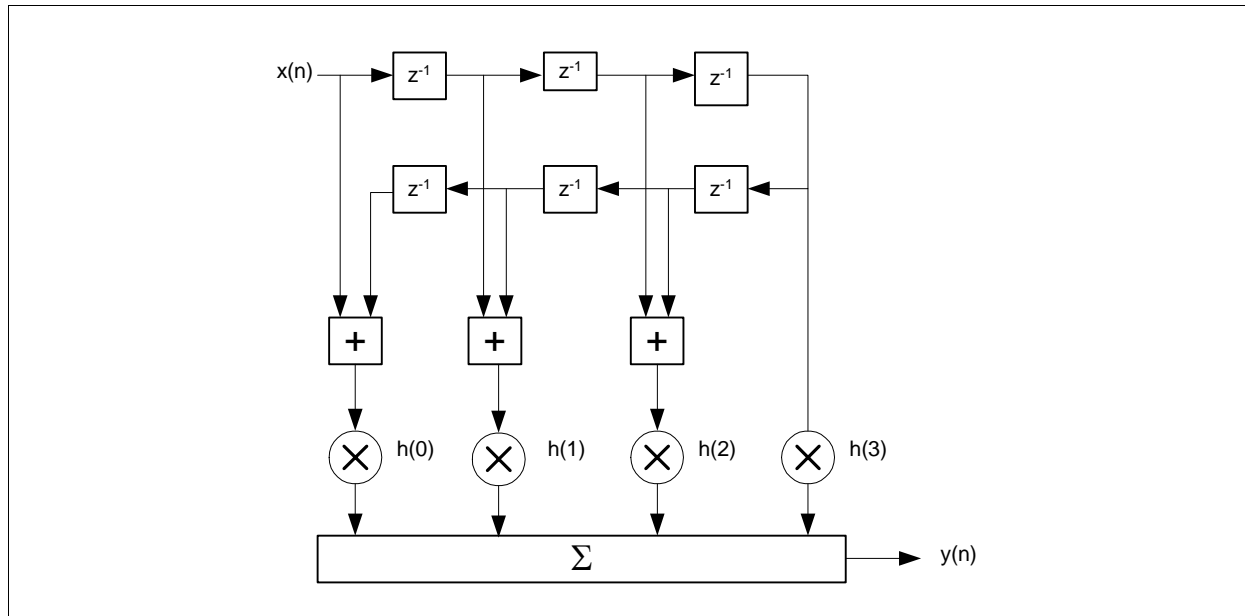 x(n) z⁻¹ z⁻¹ z⁻¹
z⁻¹ z⁻¹ z⁻¹
+ + +
h(0) h(1) h(2) h(3)
Σ y(n)